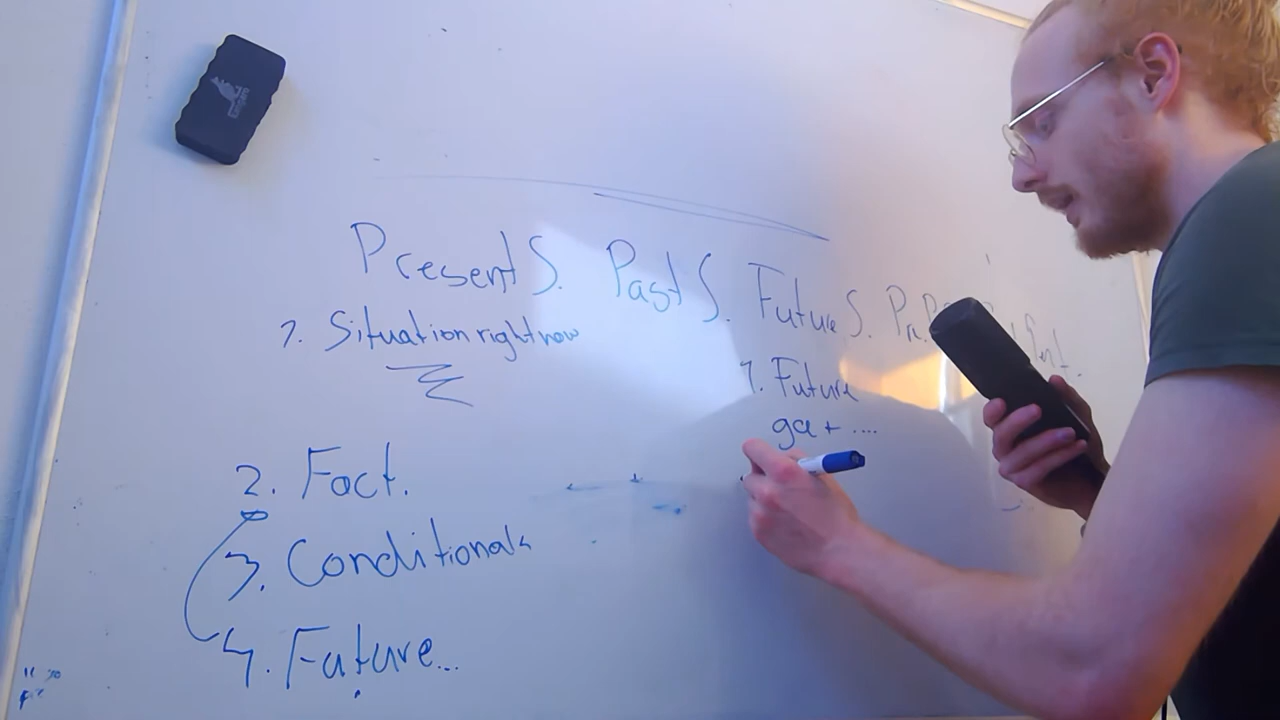 Present S. Past S. Future S.
1. Situation right now
1. Future
ga + ....
2. Fact.
3. Conditionals
4. Future...